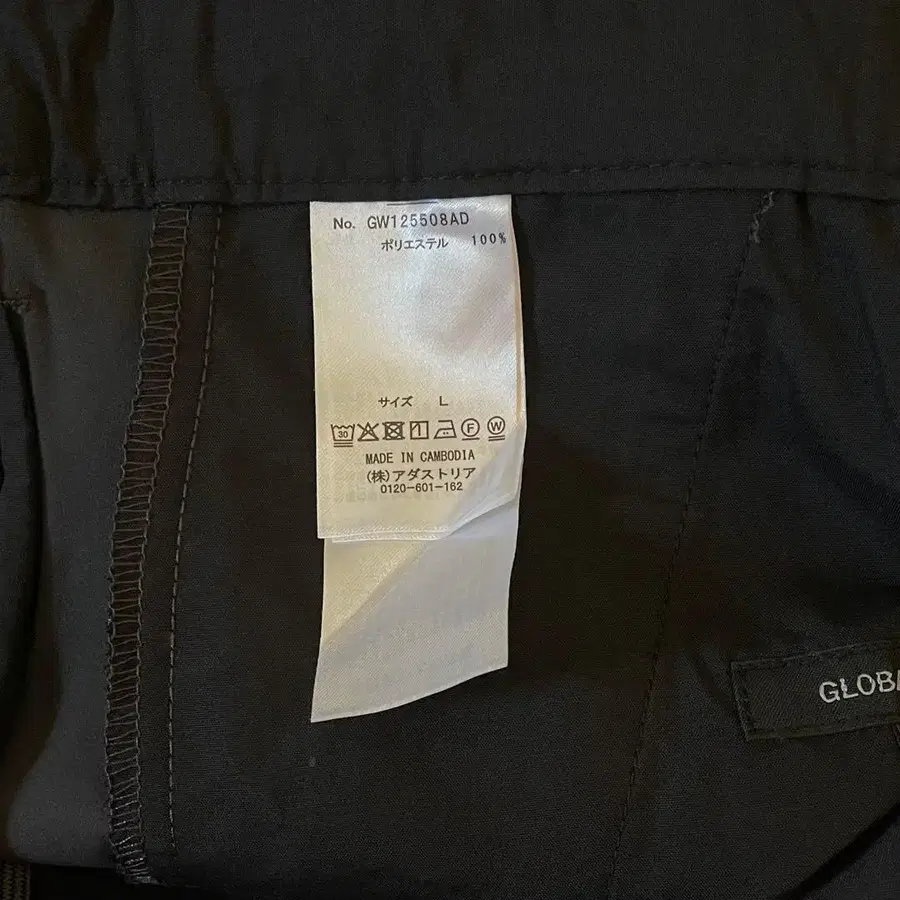 No. GW125508AD
ポリエステル 100%
サイズ L
30 F W
MADE IN CAMBODIA
(株)アダストリア
0120-601-162
GLOBA